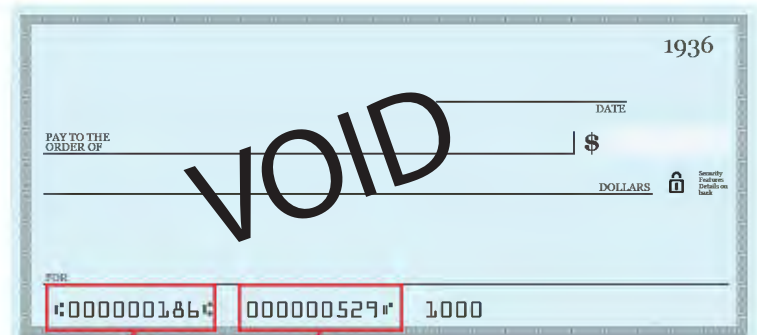 1936
DATE
PAY TO THE
ORDER OF
$
VOID
DOLLARS
Security
Features
Details on
back
FOR
⑆000000186⑆ 000000529⑈ 1000